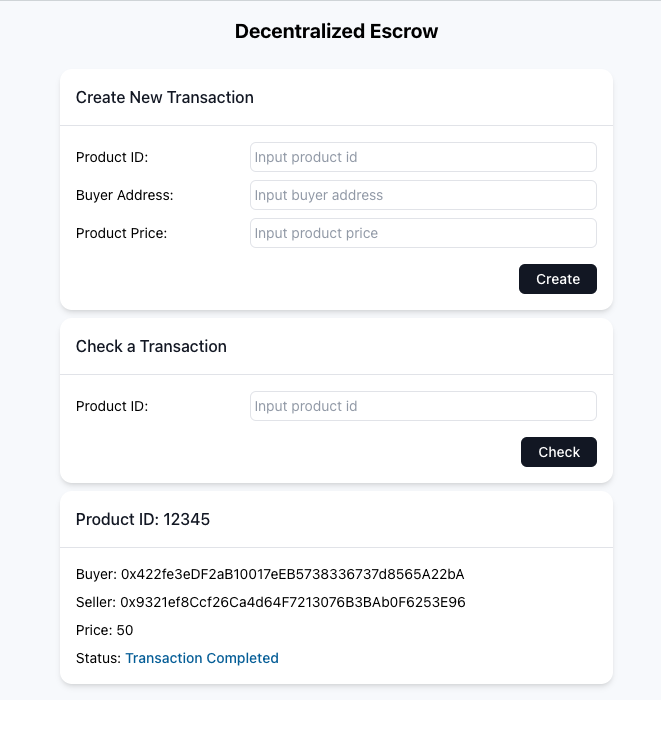 Decentralized Escrow
Create New Transaction
Product ID:
Input product id
Buyer Address:
Input buyer address
Product Price:
Input product price
Create
Check a Transaction
Product ID:
Input product id
Check
Product ID: 12345
Buyer: 0x422fe3eDF2aB10017eEB5738336737d8565A22bA
Seller: 0x9321ef8Ccf26Ca4d64F7213076B3BAb0F6253E96
Price: 50
Status: Transaction Completed